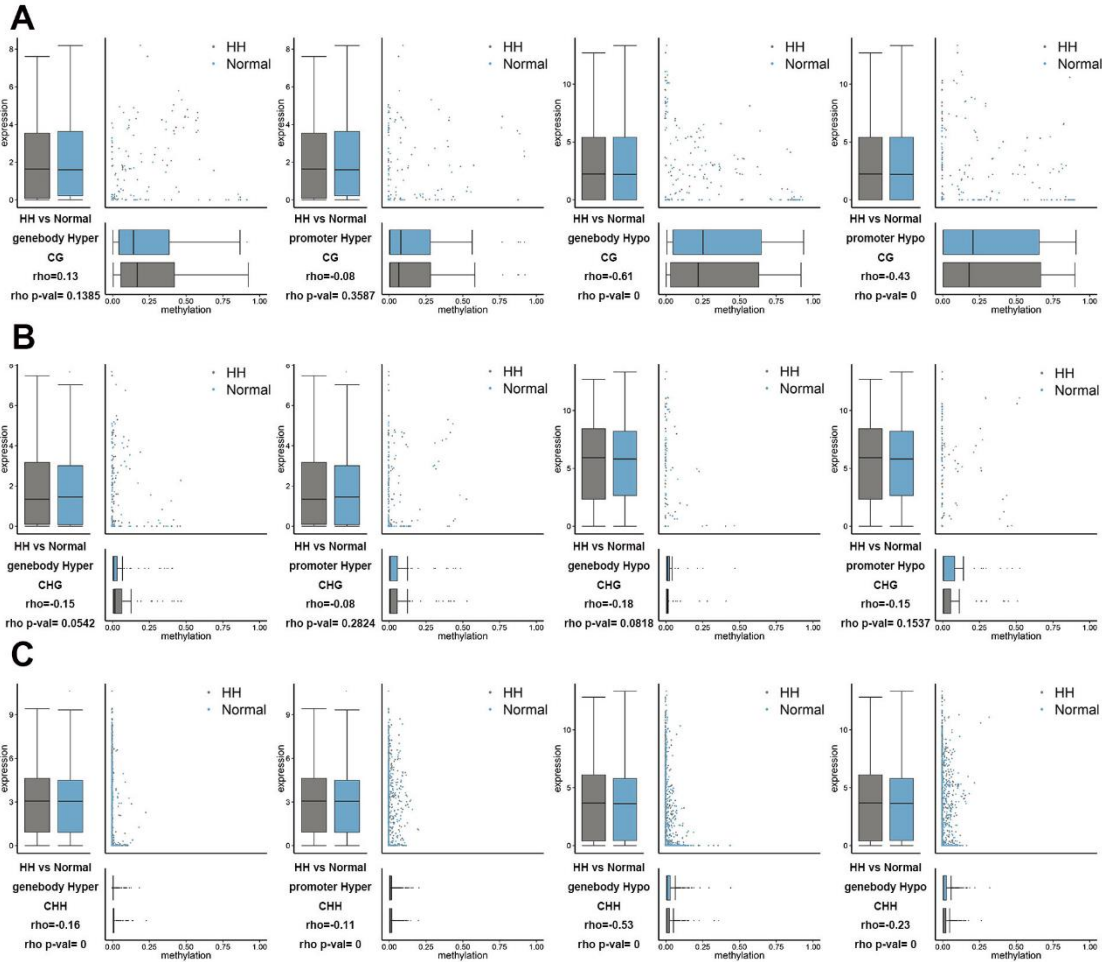 A
HH
Normal
expression
8
6
4
2
0
HH vs Normal
genebody Hyper
CG
rho=0.13
rho p-val= 0.1385
0.00 0.25 0.50 0.75 1.00
methylation
HH
Normal
expression
8
6
4
2
0
HH vs Normal
promoter Hyper
CG
rho=-0.08
rho p-val= 0.3587
0.00 0.25 0.50 0.75 1.00
methylation
HH
Normal
expression
10
5
0
HH vs Normal
genebody Hypo
CG
rho=-0.61
rho p-val= 0
0.00 0.25 0.50 0.75 1.00
methylation
HH
Normal
expression
10
5
0
HH vs Normal
promoter Hypo
CG
rho=-0.43
rho p-val= 0
0.00 0.25 0.50 0.75 1.00
methylation
B
HH
Normal
expression
8
6
4
2
0
HH vs Normal
genebody Hyper
CHG
rho=-0.15
rho p-val= 0.0542
0.00 0.25 0.50 0.75 1.00
methylation
HH
Normal
expression
8
6
4
2
0
HH vs Normal
promoter Hyper
CHG
rho=-0.08
rho p-val= 0.2824
0.00 0.25 0.50 0.75 1.00
methylation
HH
Normal
expression
10
5
0
HH vs Normal
genebody Hypo
CHG
rho=-0.18
rho p-val= 0.0818
0.00 0.25 0.50 0.75 1.00
methylation
HH
Normal
expression
10
5
0
HH vs Normal
promoter Hypo
CHG
rho=-0.15
rho p-val= 0.1537
0.00 0.25 0.50 0.75 1.00
methylation
C
HH
Normal
expression
9
6
3
0
HH vs Normal
genebody Hyper
CHH
rho=-0.16
rho p-val= 0
0.00 0.25 0.50 0.75 1.00
methylation
HH
Normal
expression
9
6
3
0
HH vs Normal
promoter Hyper
CHH
rho=-0.11
rho p-val= 0
0.00 0.25 0.50 0.75 1.00
methylation
HH
Normal
expression
10
5
0
HH vs Normal
genebody Hypo
CHH
rho=-0.53
rho p-val= 0
0.00 0.25 0.50 0.75 1.00
methylation
HH
Normal
expression
10
5
0
HH vs Normal
genebody Hypo
CHH
rho=-0.23
rho p-val= 0
0.00 0.25 0.50 0.75 1.00
methylation